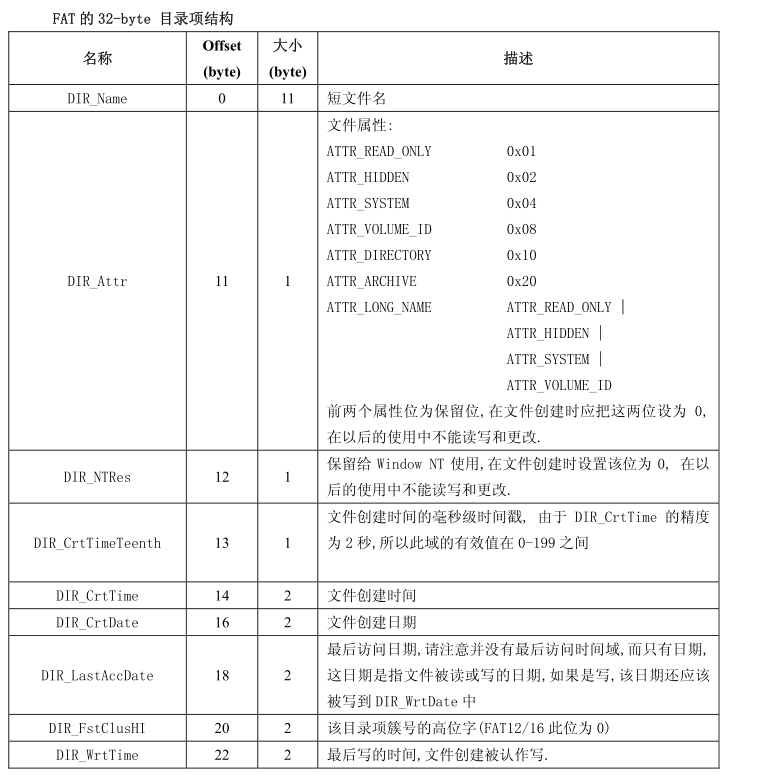 FAT 的 32-byte 目录项结构
名称 Offset (byte) 大小 (byte) 描述
DIR_Name 0 11 短文件名
DIR_Attr 11 1 文件属性:
ATTR_READ_ONLY 0x01
ATTR_HIDDEN 0x02
ATTR_SYSTEM 0x04
ATTR_VOLUME_ID 0x08
ATTR_DIRECTORY 0x10
ATTR_ARCHIVE 0x20
ATTR_LONG_NAME ATTR_READ_ONLY |
ATTR_HIDDEN |
ATTR_SYSTEM |
ATTR_VOLUME_ID
前两个属性位为保留位,在文件创建时应把这两位设为 0,
在以后的使用中不能读写和更改.
DIR_NTRes 12 1 保留给 Window NT 使用,在文件创建时设置该位为 0, 在以
后的使用中不能读写和更改.
DIR_CrtTimeTeenth 13 1 文件创建时间的毫秒级时间戳, 由于 DIR_CrtTime 的精度
为 2 秒,所以此域的有效值在 0-199 之间
DIR_CrtTime 14 2 文件创建时间
DIR_CrtDate 16 2 文件创建日期
DIR_LastAccDate 18 2 最后访问日期,请注意并没有最后访问时间域,而只有日期,
这日期是指文件被读或写的日期,如果是写,该日期还应该
被写到 DIR_WrtDate 中
DIR_FstClusHI 20 2 该目录项簇号的高位字(FAT12/16 此位为 0)
DIR_WrtTime 22 2 最后写的时间,文件创建被认作写.